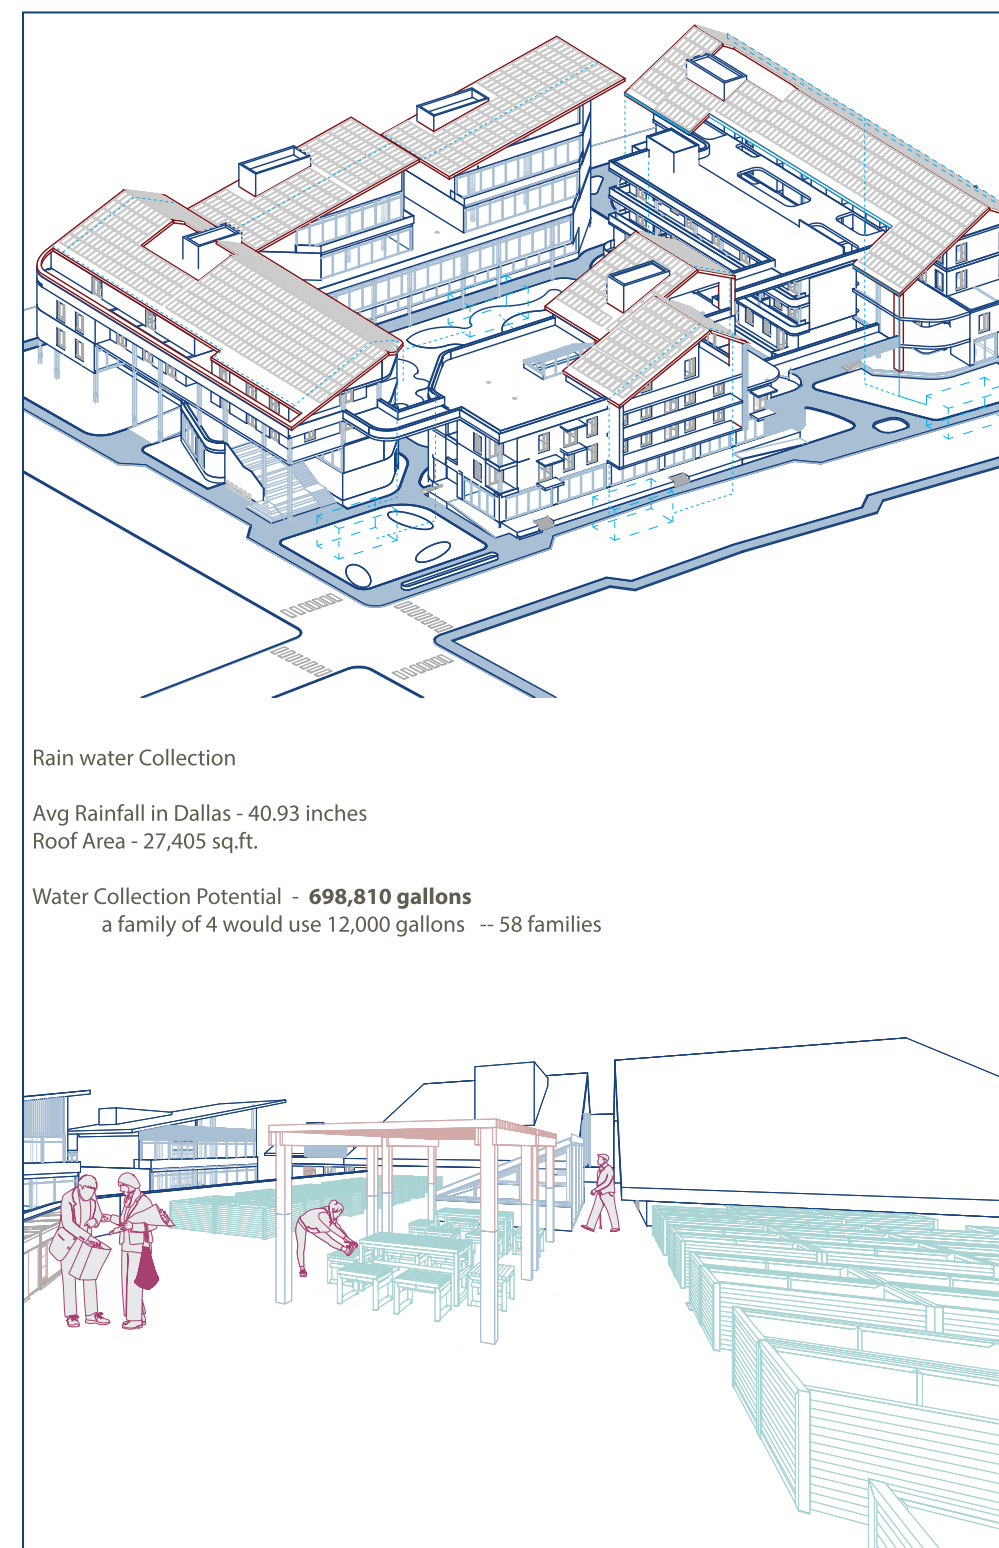 Rain water Collection
Avg Rainfall in Dallas - 40.93 inches
Roof Area - 27,405 sq.ft.
Water Collection Potential - 698,810 gallons
a family of 4 would use 12,000 gallons -- 58 families